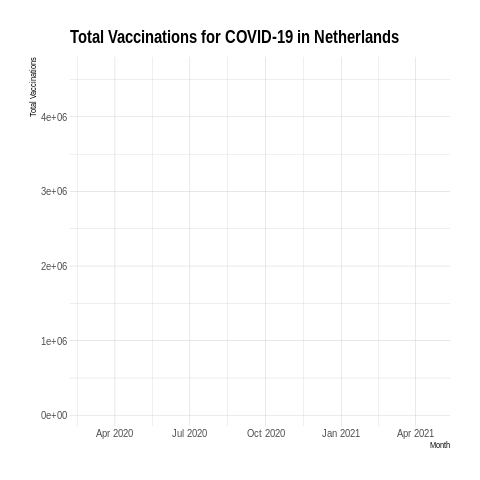 Total Vaccinations for COVID-19 in Netherlands
Total Vaccinations
4e+06
3e+06
2e+06
1e+06
0e+00
Apr 2020 Jul 2020 Oct 2020 Jan 2021 Apr 2021
Month